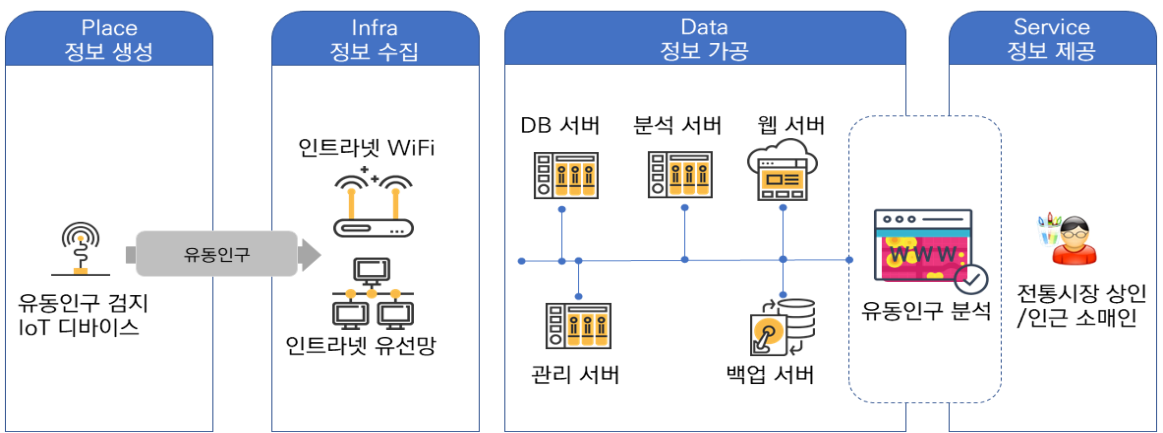 Place
정보 생성
Infra
정보 수집
Data
정보 가공
Service
정보 제공
유동인구 검지
IoT 디바이스
유동인구
인트라넷 WiFi
인트라넷 유선망
DB 서버
분석 서버
웹 서버
관리 서버
백업 서버
WWW
유동인구 분석
전통시장 상인
/인근 소매인